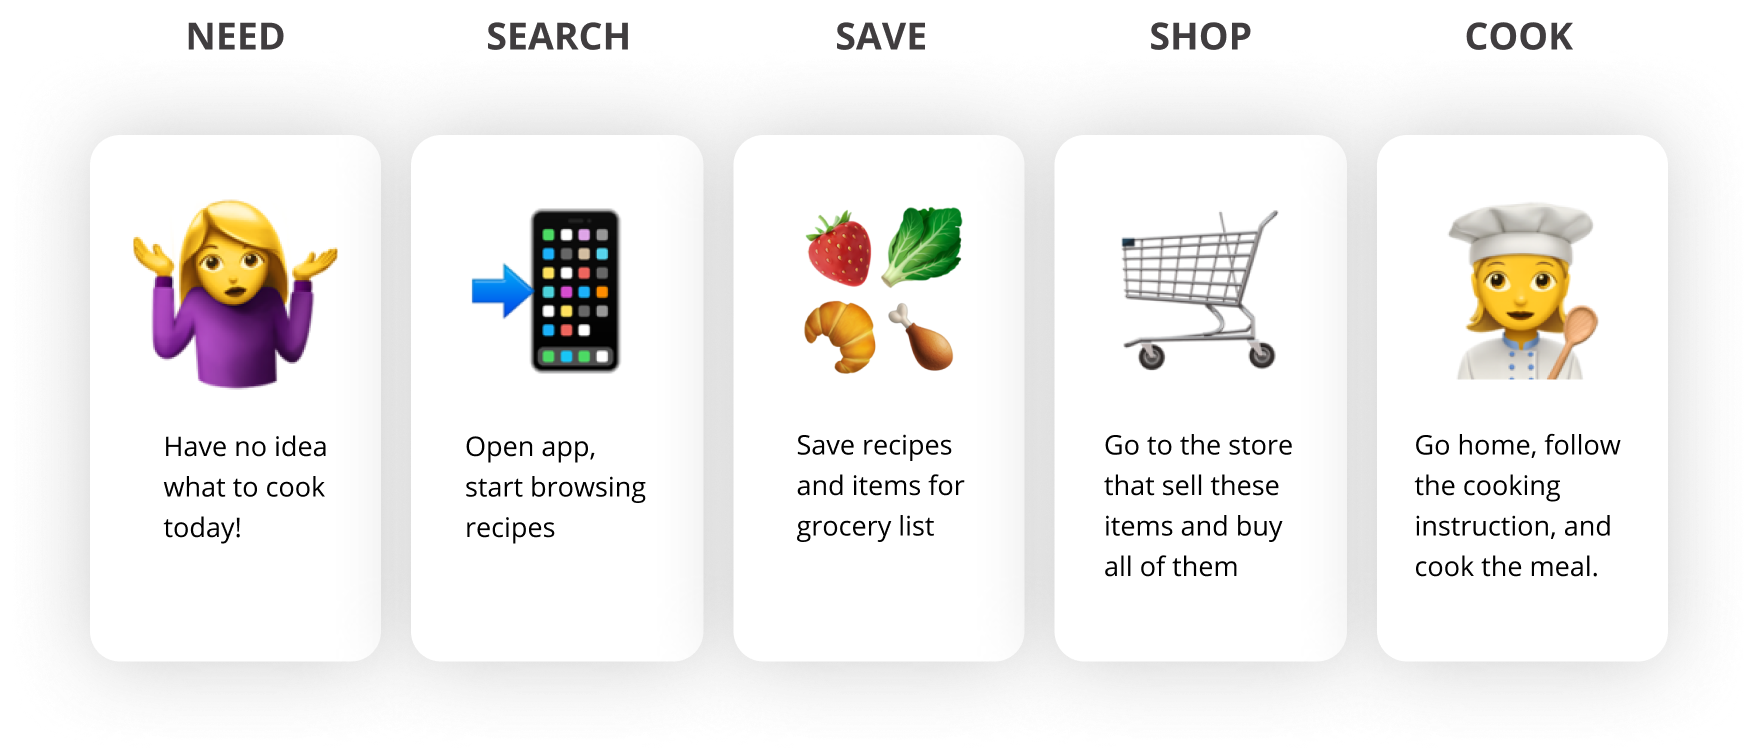 NEED
Have no idea
what to cook
today!
SEARCH
Open app,
start browsing
recipes
SAVE
Save recipes
and items for
grocery list
SHOP
Go to the store
that sell these
items and buy
all of them
COOK
Go home, follow
the cooking
instruction, and
cook the meal.